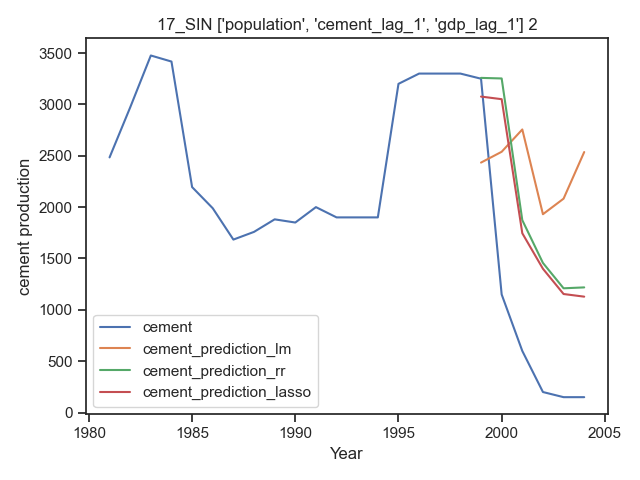 17_SIN ['population', 'cement_lag_1', 'gdp_lag_1'] 2
3500
3000
2500
2000
1500
1000
500
0
cement production
cement
cement_prediction_lm
cement_prediction_rr
cement_prediction_lasso
1980 1985 1990 1995 2000 2005
Year